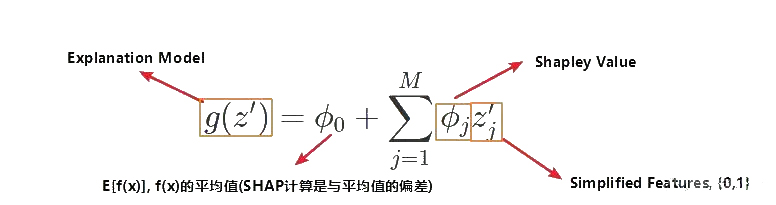 Explanation Model
Shapley Value
g(z′) = ϕ₀ + ∑_{j=1}^{M} ϕⱼz′ⱼ
E[f(x)], f(x)的平均值(SHAP计算是与平均值的偏差)
Simplified Features, {0,1}